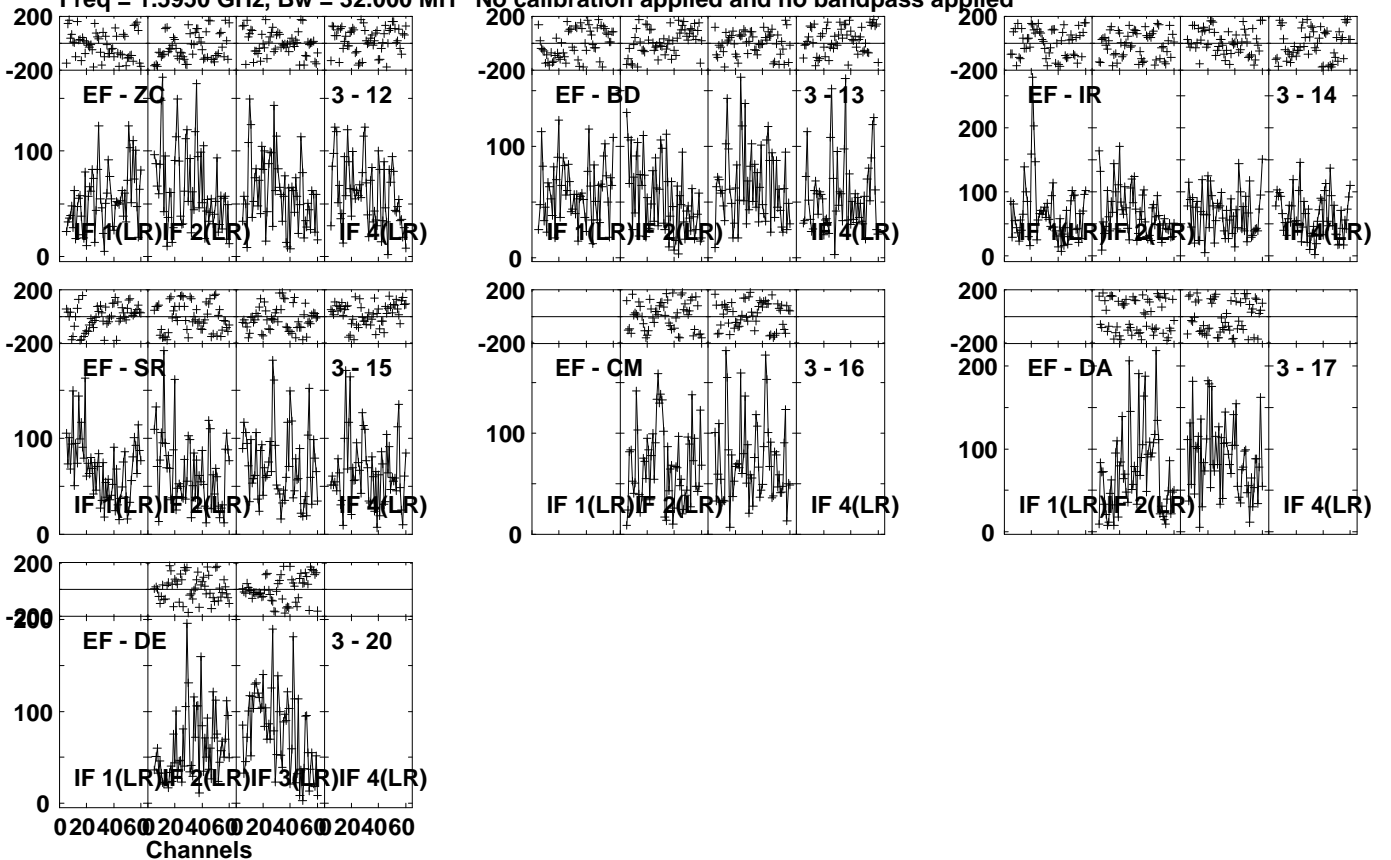 Freq = 1.5950 GHz, Bw = 32.000 MH No calibration applied and no bandpass applied
200 200 200
-200 -200 -200
EF - ZC 3 - 12 EF - BD 3 - 13 EF - IR 3 - 14
200
100 100 100
IF 1(LR) IF 2(LR) IF 4(LR) IF 1(LR) IF 2(LR) IF 4(LR) IF 1(LR) IF 2(LR) IF 4(LR)
0 0 0
200 200 200
-200 -200 -200
EF - SR 3 - 15 EF - CM 3 - 16 EF - DA 3 - 17
200
100 100 100
IF 1(LR) IF 2(LR) IF 4(LR) IF 1(LR) IF 2(LR) IF 4(LR) IF 1(LR) IF 2(LR) IF 4(LR)
0 0 0
200
-200
200
EF - DE 3 - 20
100
IF 1(LR) IF 2(LR) IF 3(LR) IF 4(LR)
0
0 20 40 60 0 20 40 60 0 20 40 60 0 20 40 60
Channels